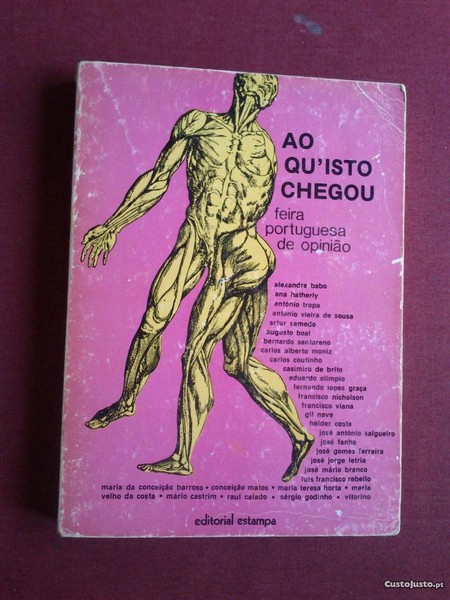 AO
QU'ISTO
CHEGOU
feira
portuguesa
de opinião
alexandre babo
ana hatherly
antónio tropa
antunio vieira de sousa
artur semedo
auguste boal
bernardo santareno
carlos alberto moniz
carlos coutinho
casimiro de brito
eduardo olimpio
fernando lopes graça
francisco nicholson
francisco viana
gil nave
hélder costa
josé antónio salgueiro
josé fanha
josé gomes ferreira
josé jorge letria
josé mário branco
luis francisco rebello
maria da conceição barroso • conceição matos • maria teresa horta • maria
velho da costa • mário castrim • raul calado • sérgio godinho • vitorino
editorial estampa
CustoJusto.pt